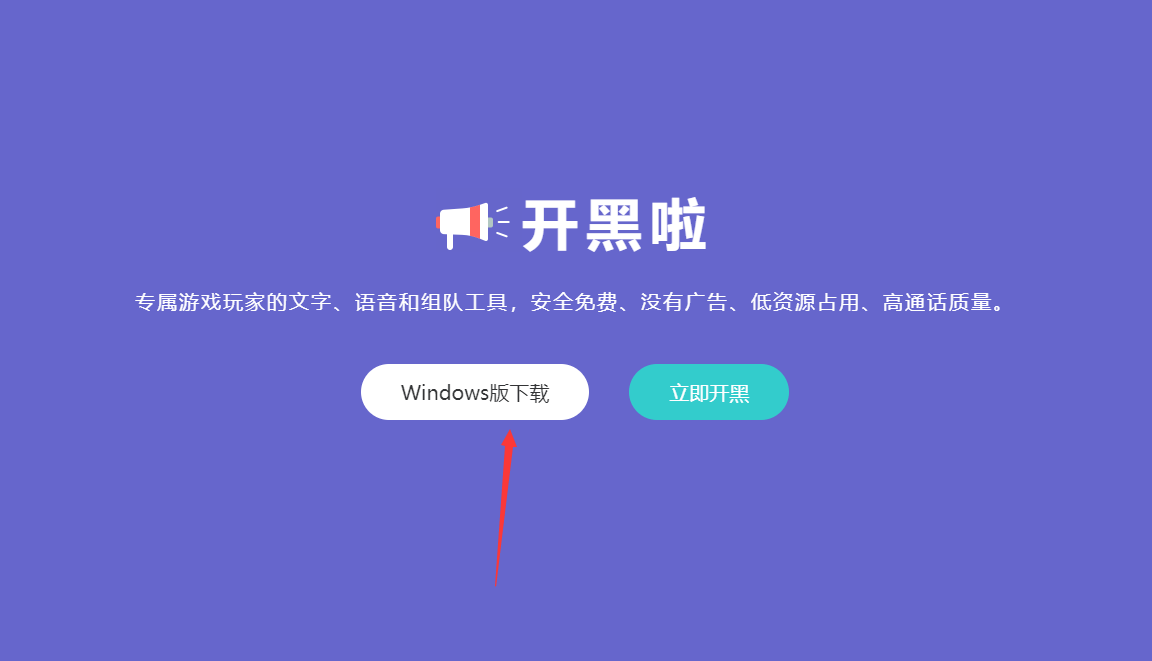 开黑啦
专属游戏玩家的文字、语音和组队工具，安全免费、没有广告、低资源占用、高通话质量。
Windows版下载
立即开黑